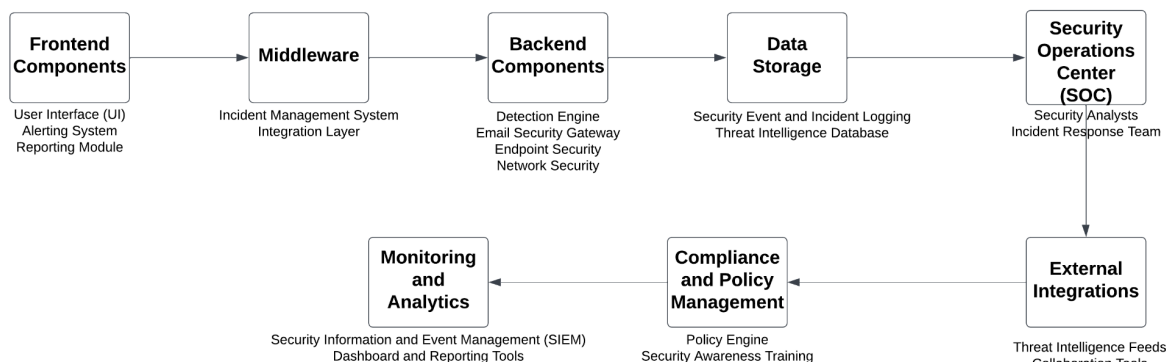 Frontend
Components
User Interface (UI)
Alerting System
Reporting Module
Middleware
Incident Management System
Integration Layer
Backend
Components
Detection Engine
Email Security Gateway
Endpoint Security
Network Security
Data
Storage
Security Event and Incident Logging
Threat Intelligence Database
Security
Operations
Center
(SOC)
Security Analysts
Incident Response Team
Monitoring
and
Analytics
Security Information and Event Management (SIEM)
Dashboard and Reporting Tools
Compliance
and Policy
Management
Policy Engine
Security Awareness Training
External
Integrations
Threat Intelligence Feeds
Collaboration Tools